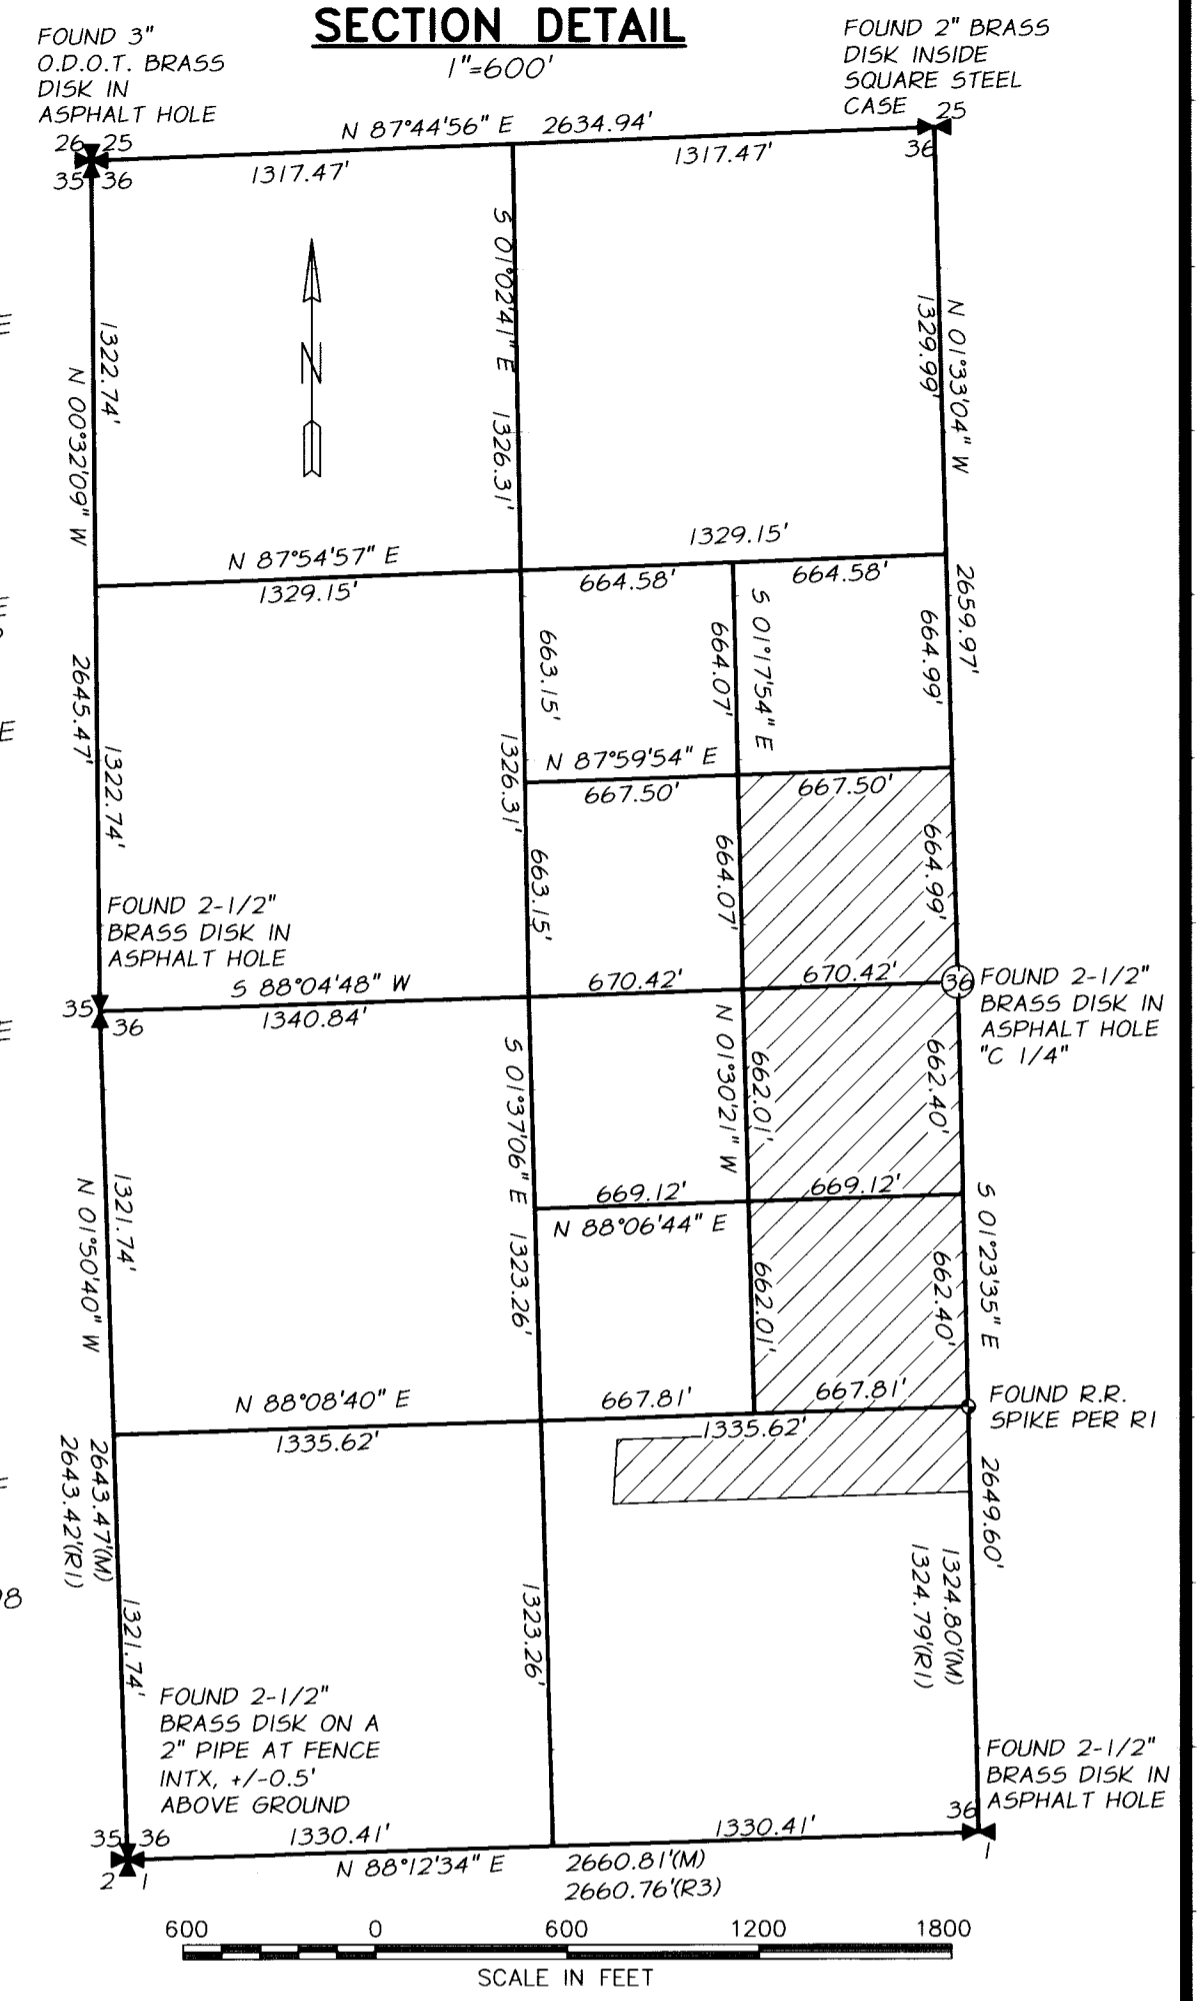 SECTION DETAIL
1"=600'
FOUND 3"
O.D.O.T. BRASS
DISK IN
ASPHALT HOLE
FOUND 2" BRASS
DISK INSIDE
SQUARE STEEL
CASE
26 25
35 36
25
36
N 87°44'56" E 2634.94'
1317.47'
1317.47'
S 01°02'41" E 1326.31'
N
1322.74'
N 00°32'09" W
1329.99'
N 01°33'04" W
E
N 87°54'57" E
1329.15'
1329.15'
664.58'
664.58'
2659.97'
E
663.15'
664.07'
S 01°17'54" E
664.99'
2645.47'
1322.74'
E
1326.31'
N 87°59'54" E
667.50'
667.50'
663.15'
664.07'
664.99'
FOUND 2-1/2"
BRASS DISK IN
ASPHALT HOLE
S 88°04'48" W
1340.84'
670.42'
670.42'
35
36
36
FOUND 2-1/2"
BRASS DISK IN
ASPHALT HOLE
"C 1/4"
E
S 01°37'06" E 1323.26'
N 01°30'21" W
662.01'
662.40'
N 01°50'40" W
1321.74'
669.12'
669.12'
N 88°06'44" E
S 01°23'35" E
662.01'
662.40'
N 88°08'40" E
1335.62'
667.81'
667.81'
1335.62'
FOUND R.R.
SPIKE PER R1
2643.47'(M)
2643.42'(R1)
2649.60'
1324.80'(M)
1324.79'(R1)
98
1321.74'
1323.26'
FOUND 2-1/2"
BRASS DISK ON A
2" PIPE AT FENCE
INTX, +/-0.5'
ABOVE GROUND
FOUND 2-1/2"
BRASS DISK IN
ASPHALT HOLE
35 36
2 1
36
1
1330.41'
1330.41'
N 88°12'34" E 2660.81'(M)
2660.76'(R3)
600 0 600 1200 1800
SCALE IN FEET